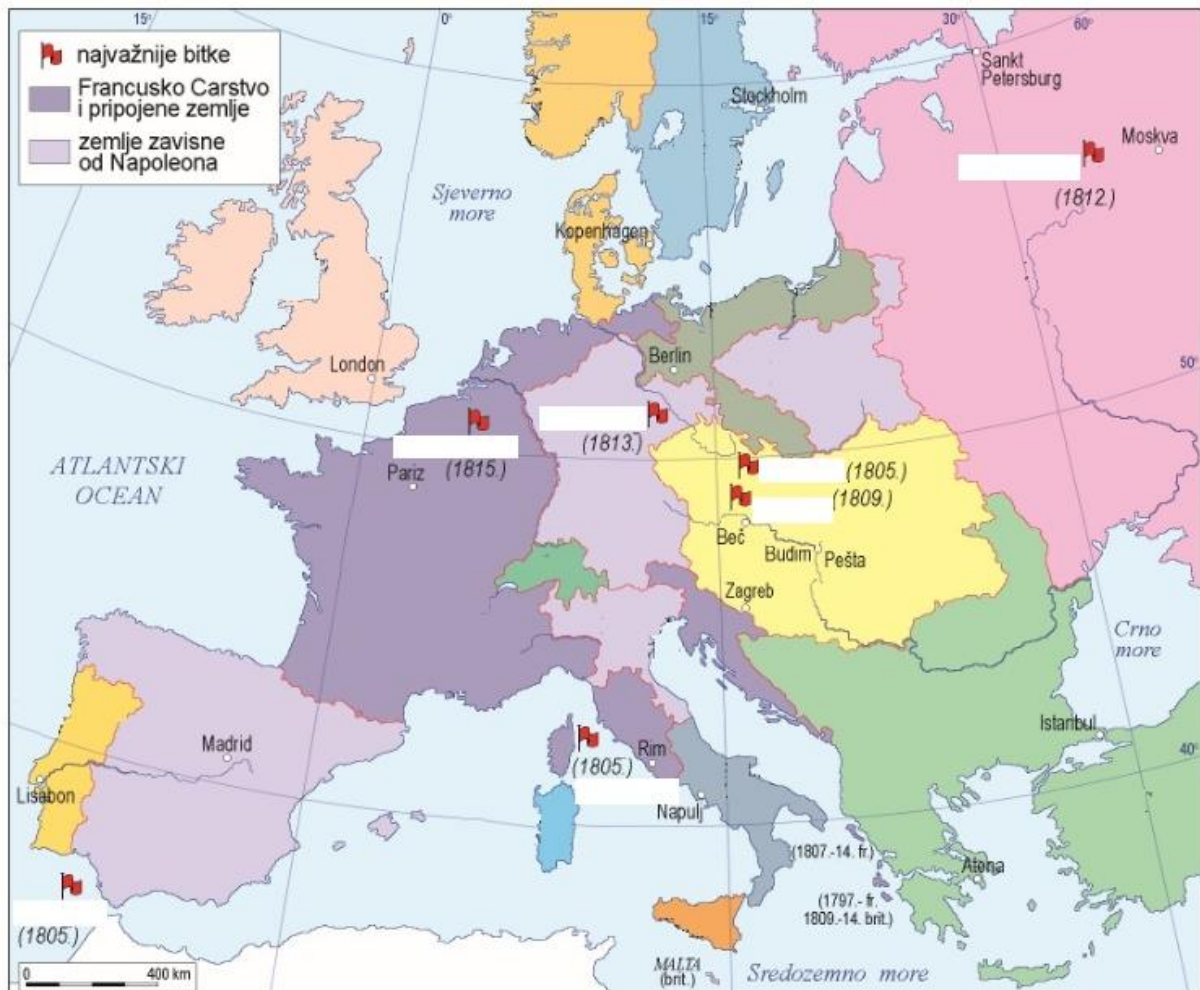 15°
0°
15°
30°
60°
najvažnije bitke
Francusko Carstvo
i pripojene zemlje
zemlje zavisne
od Napoleona
Sankt
Petersburg
Stockholm
Moskva
(1812.)
Sjeverno
more
Kopenhagen
London
Berlin
50°
(1813.)
(1815.)
Pariz
ATLANTSKI
OCEAN
(1805.)
(1809.)
Beč
Budim
Pešta
Zagreb
Crno
more
Madrid
Lisabon
(1805.)
Rim
Napulj
Istanbul
40°
(1807.-14. fr.)
Atena
(1797.- fr.
1809.-14. brit.)
(1805.)
0 400 km
MALTA
(brit.)
Sredozemno more